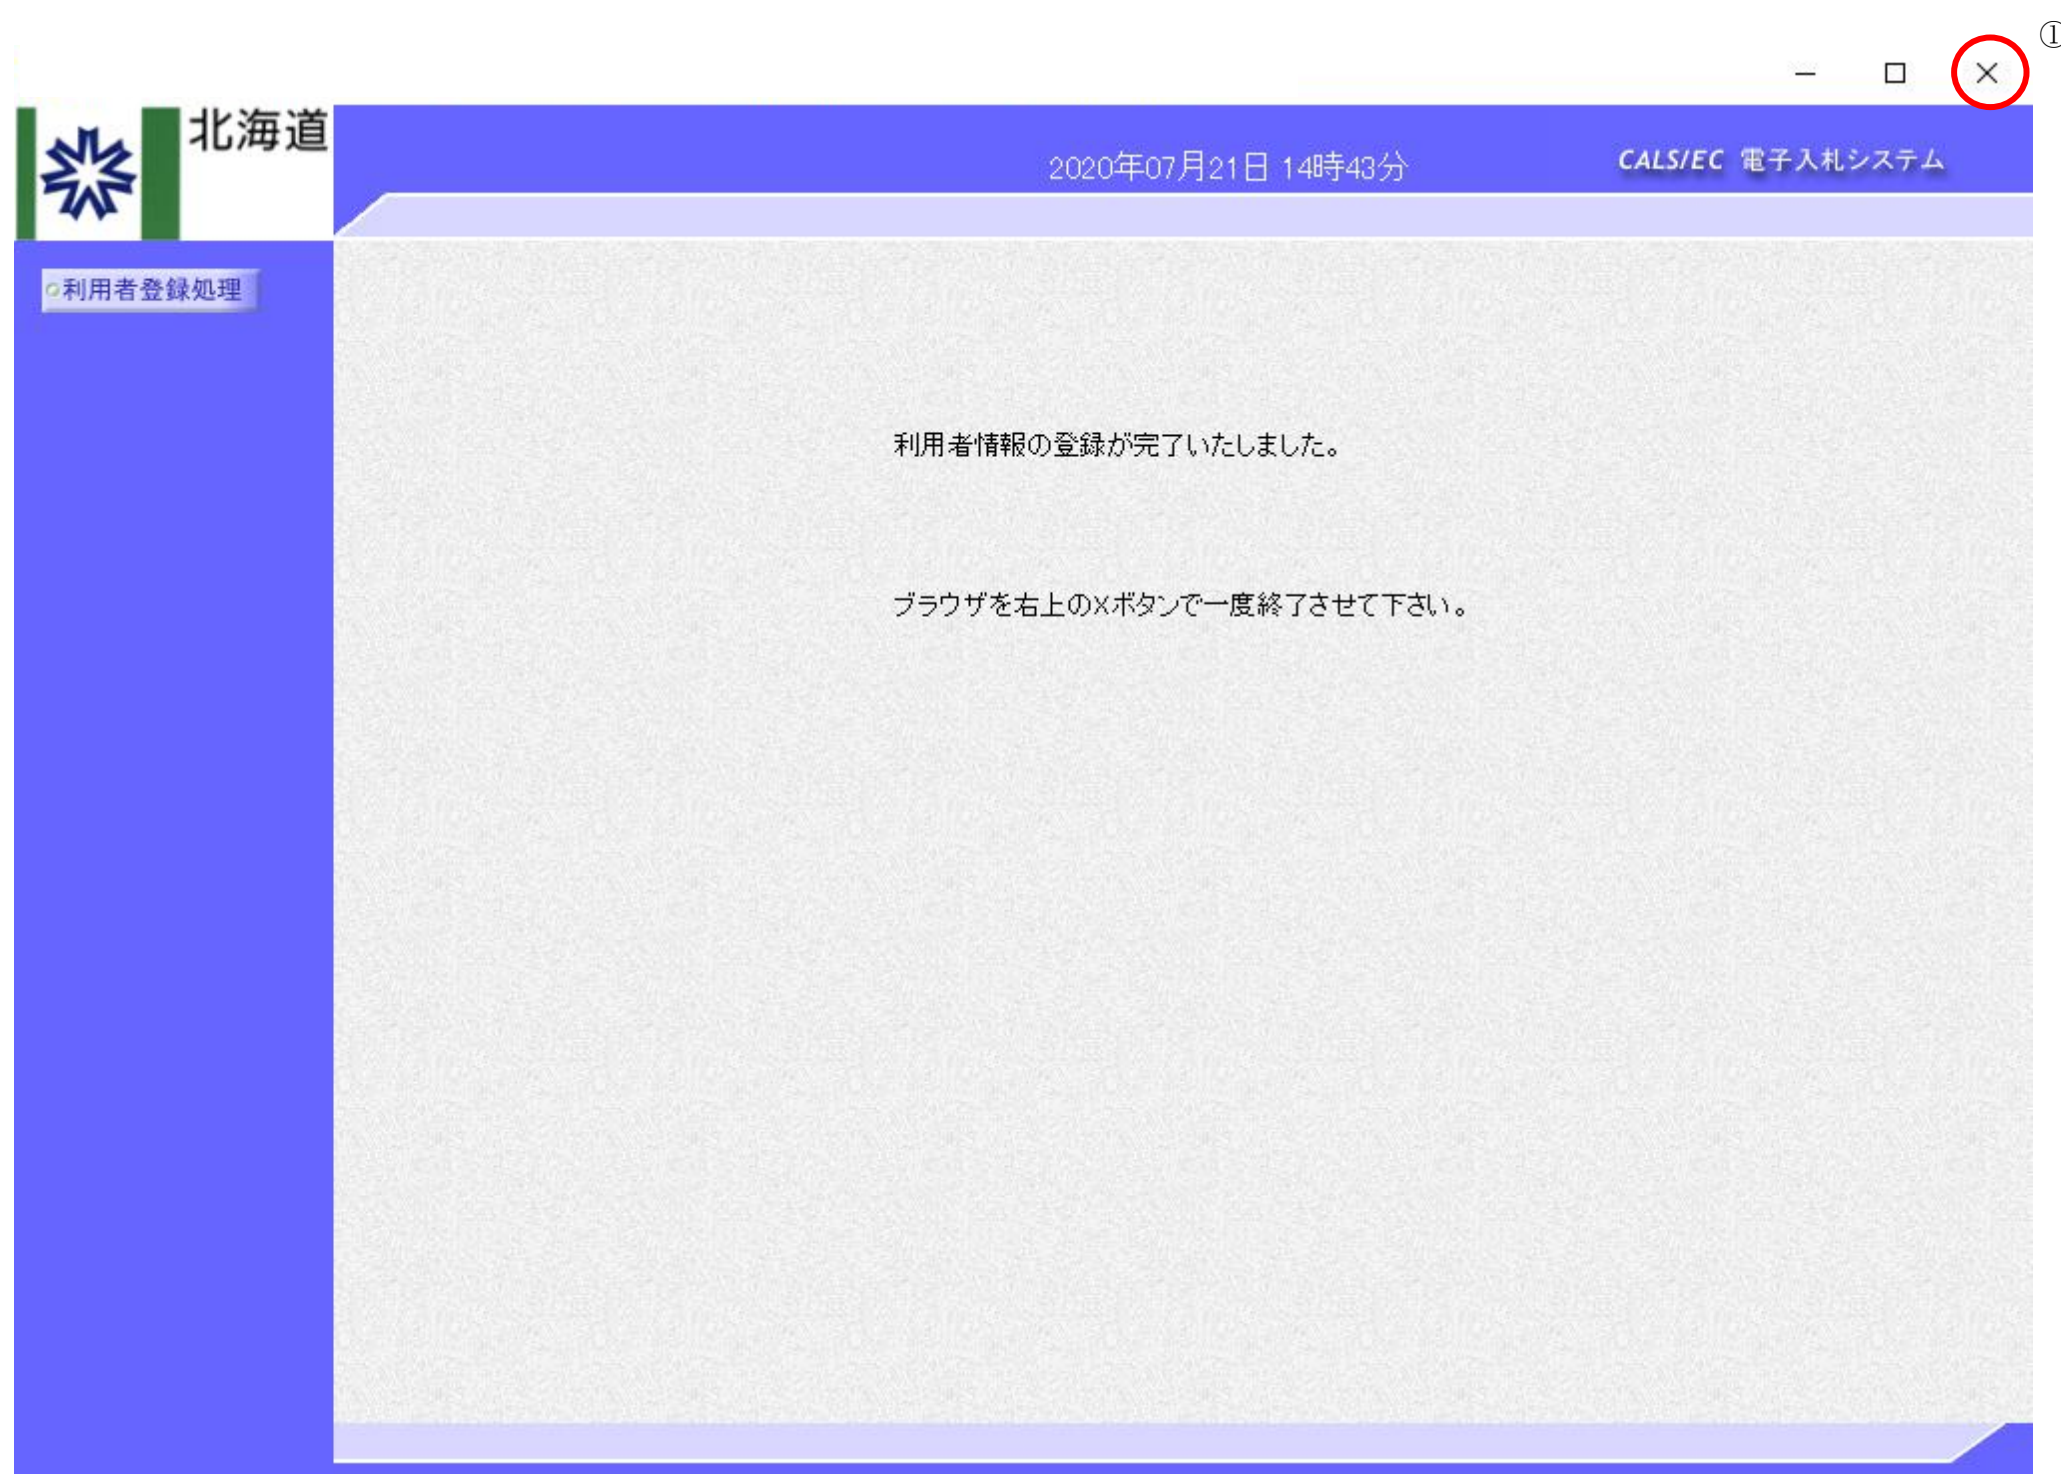 ①
北海道
2020年07月21日 14時43分
CALS/EC 電子入札システム
利用者登録処理
利用者情報の登録が完了いたしました。
ブラウザを右上のXボタンで一度終了させて下さい。